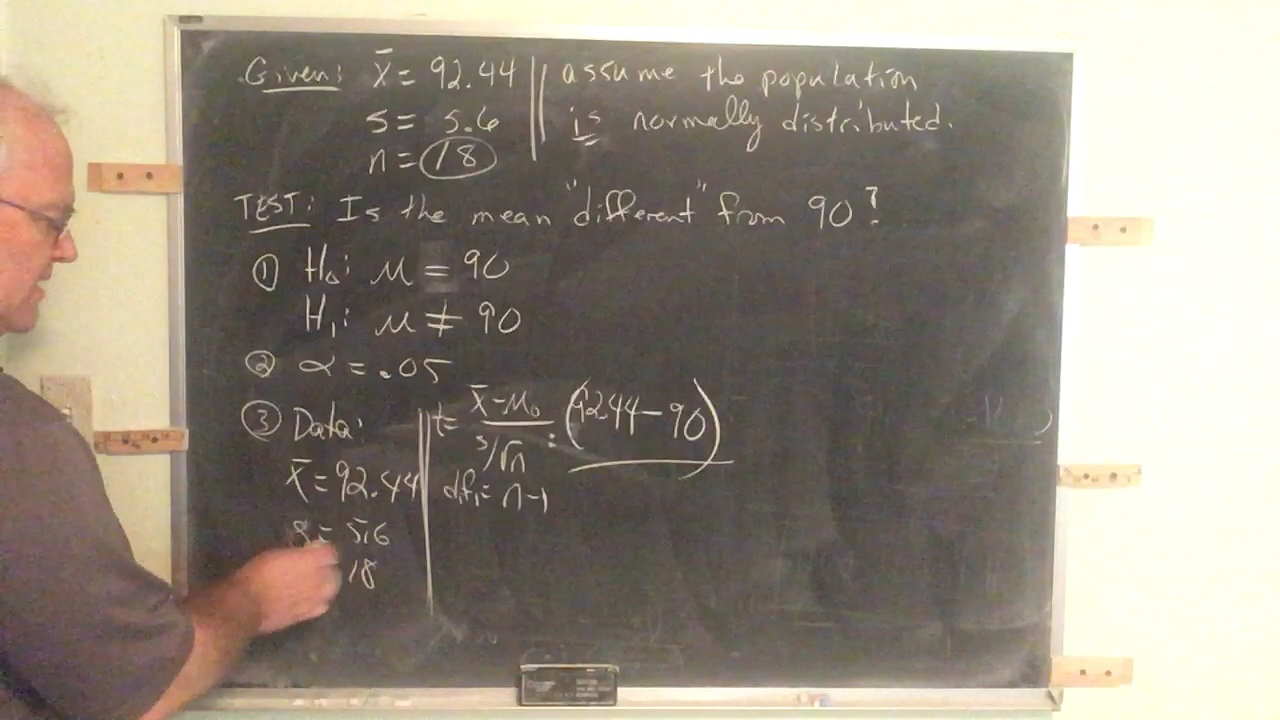 Given: x̄ = 92.44 assume the population
s = 5.6 is normally distributed.
n = 18
TEST: Is the mean "different" from 90?
① H₀: μ = 90
H₁: μ ≠ 90
② α = .05
③ Data: t = x̄ - μ₀ / s/√n = (92.44 - 90)
x̄ = 92.44 d.f. = n-1
s = 5.6
18